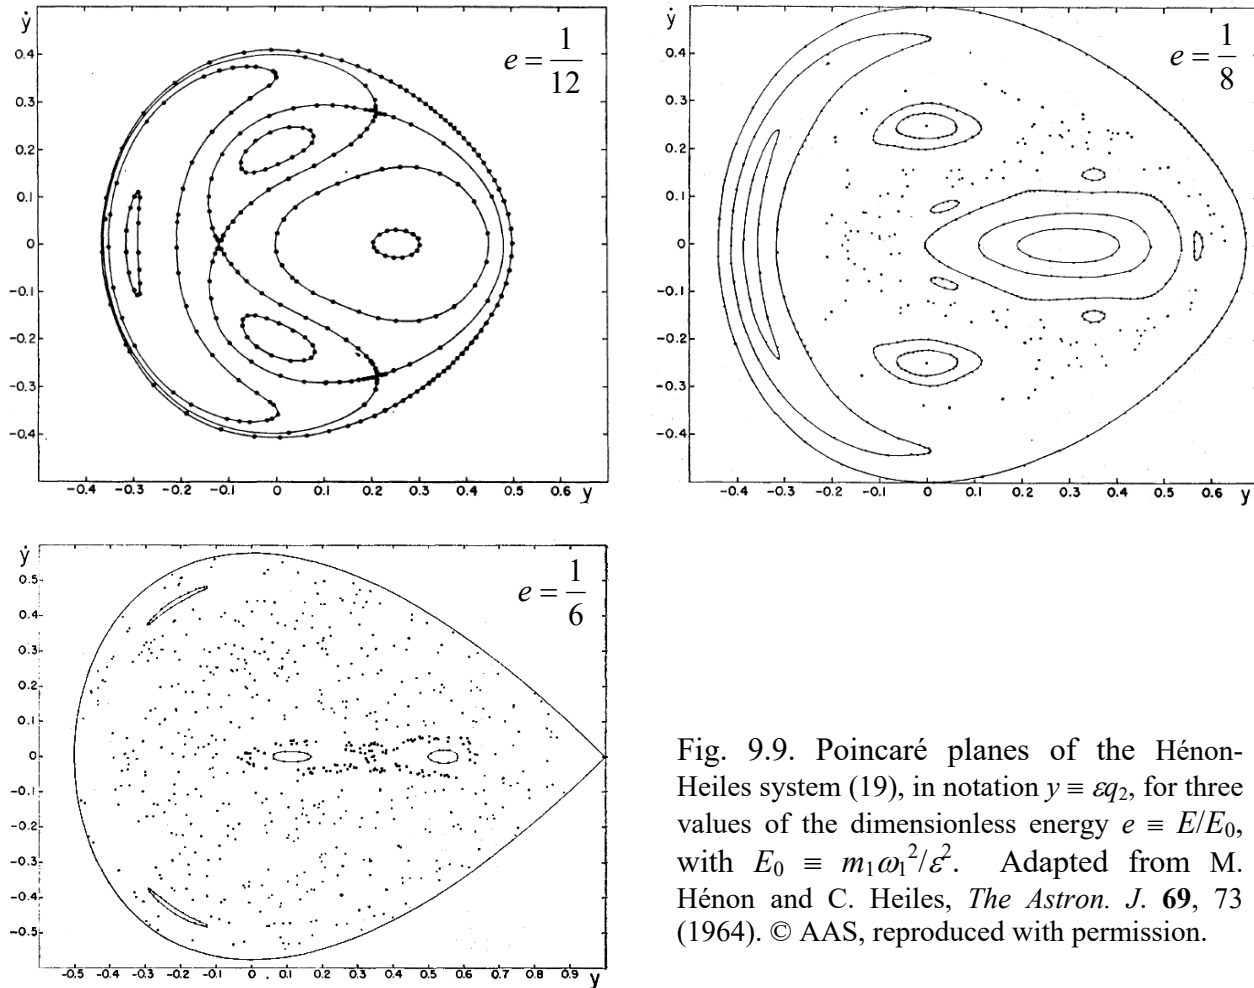 ẏ
e = 1/12
0.4
0.3
0.2
0.1
0
-0.1
-0.2
-0.3
-0.4
-0.4 -0.3 -0.2 -0.1 0 0.1 0.2 0.3 0.4 0.5 0.6 y
ẏ
e = 1/8
0.4
0.3
0.2
0.1
0
-0.1
-0.2
-0.3
-0.4
-0.4 -0.3 -0.2 -0.1 0 0.1 0.2 0.3 0.4 0.5 0.6 y
ẏ
e = 1/6
0.5
0.4
0.3
0.2
0.1
0
-0.1
-0.2
-0.3
-0.4
-0.5
-0.5 -0.4 -0.3 -0.2 -0.1 0 0.1 0.2 0.3 0.4 0.5 0.6 0.7 0.8 0.9 y
Fig. 9.9. Poincaré planes of the Hénon-
Heiles system (19), in notation y ≡ εq₂, for three
values of the dimensionless energy e ≡ E/E₀,
with E₀ ≡ m₁ω₁²/ε². Adapted from M.
Hénon and C. Heiles, The Astron. J. 69, 73
(1964). © AAS, reproduced with permission.